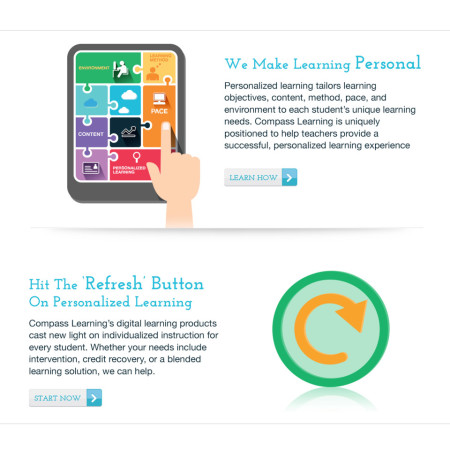 ENVIRONMENT
LEARNING METHOD
PACE
CONTENT
PERSONALIZED
LEARNING
We Make Learning Personal
Personalized learning tailors learning
objectives, content, method, pace, and
environment to each student's unique learning
needs. Compass Learning is uniquely
positioned to help teachers provide a
successful, personalized learning experience
LEARN HOW
Hit The 'Refresh' Button
On Personalized Learning
Compass Learning's digital learning products
cast new light on individualized instruction for
every student. Whether your needs include
intervention, credit recovery, or a blended
learning solution, we can help.
START NOW